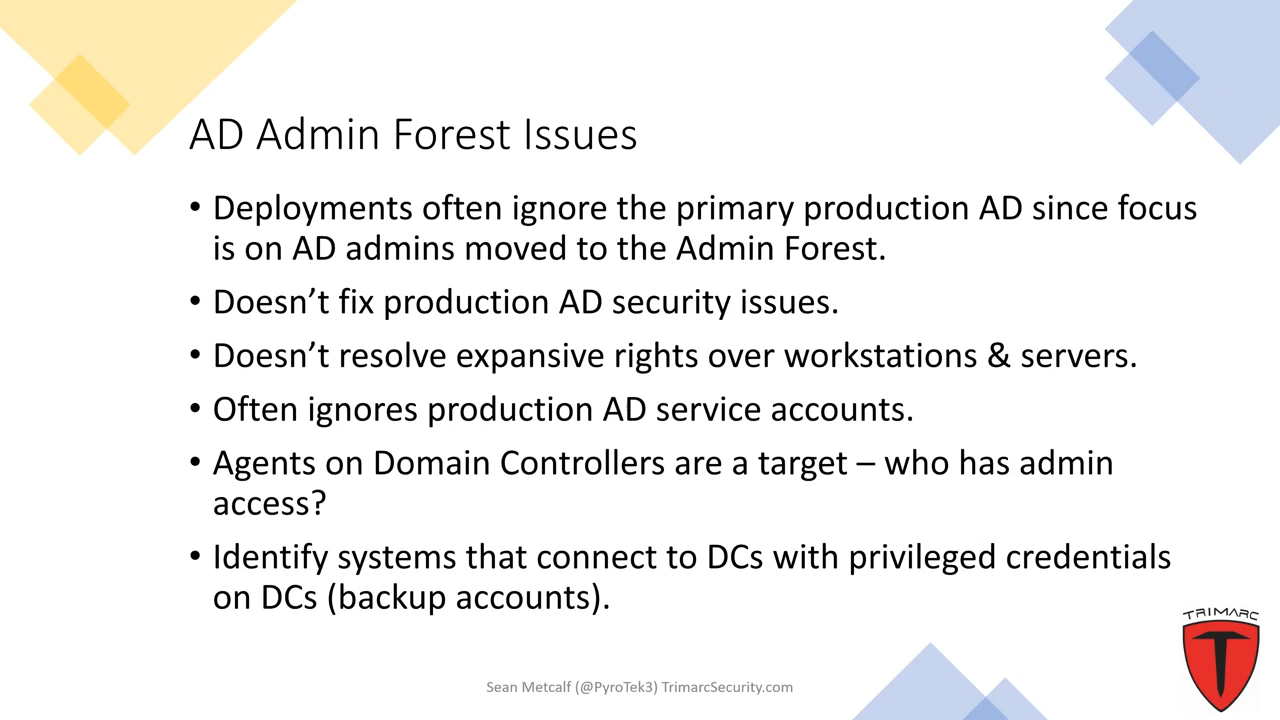 AD Admin Forest Issues
• Deployments often ignore the primary production AD since focus
is on AD admins moved to the Admin Forest.
• Doesn’t fix production AD security issues.
• Doesn’t resolve expansive rights over workstations & servers.
• Often ignores production AD service accounts.
• Agents on Domain Controllers are a target – who has admin
access?
• Identify systems that connect to DCs with privileged credentials
on DCs (backup accounts).
TRIMARC
Sean Metcalf (@PyroTek3) TrimarcSecurity.com